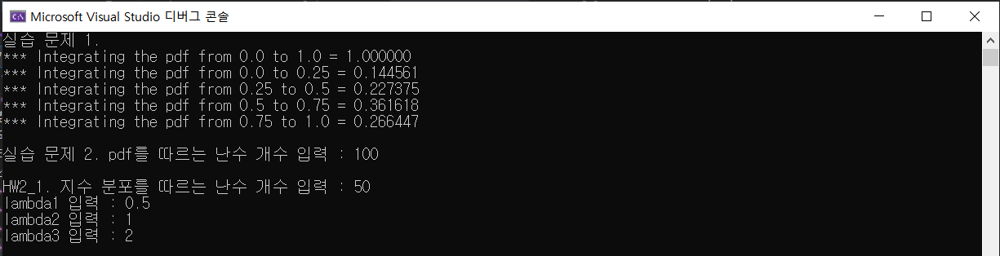 Microsoft Visual Studio 디버그 콘솔
실습 문제 1.
*** Integrating the pdf from 0.0 to 1.0 = 1.000000
*** Integrating the pdf from 0.0 to 0.25 = 0.144561
*** Integrating the pdf from 0.25 to 0.5 = 0.227375
*** Integrating the pdf from 0.5 to 0.75 = 0.361618
*** Integrating the pdf from 0.75 to 1.0 = 0.266447
실습 문제 2. pdf를 따르는 난수 개수 입력 : 100
HW2_1. 지수 분포를 따르는 난수 개수 입력 : 50
lambda1 입력 : 0.5
lambda2 입력 : 1
lambda3 입력 : 2